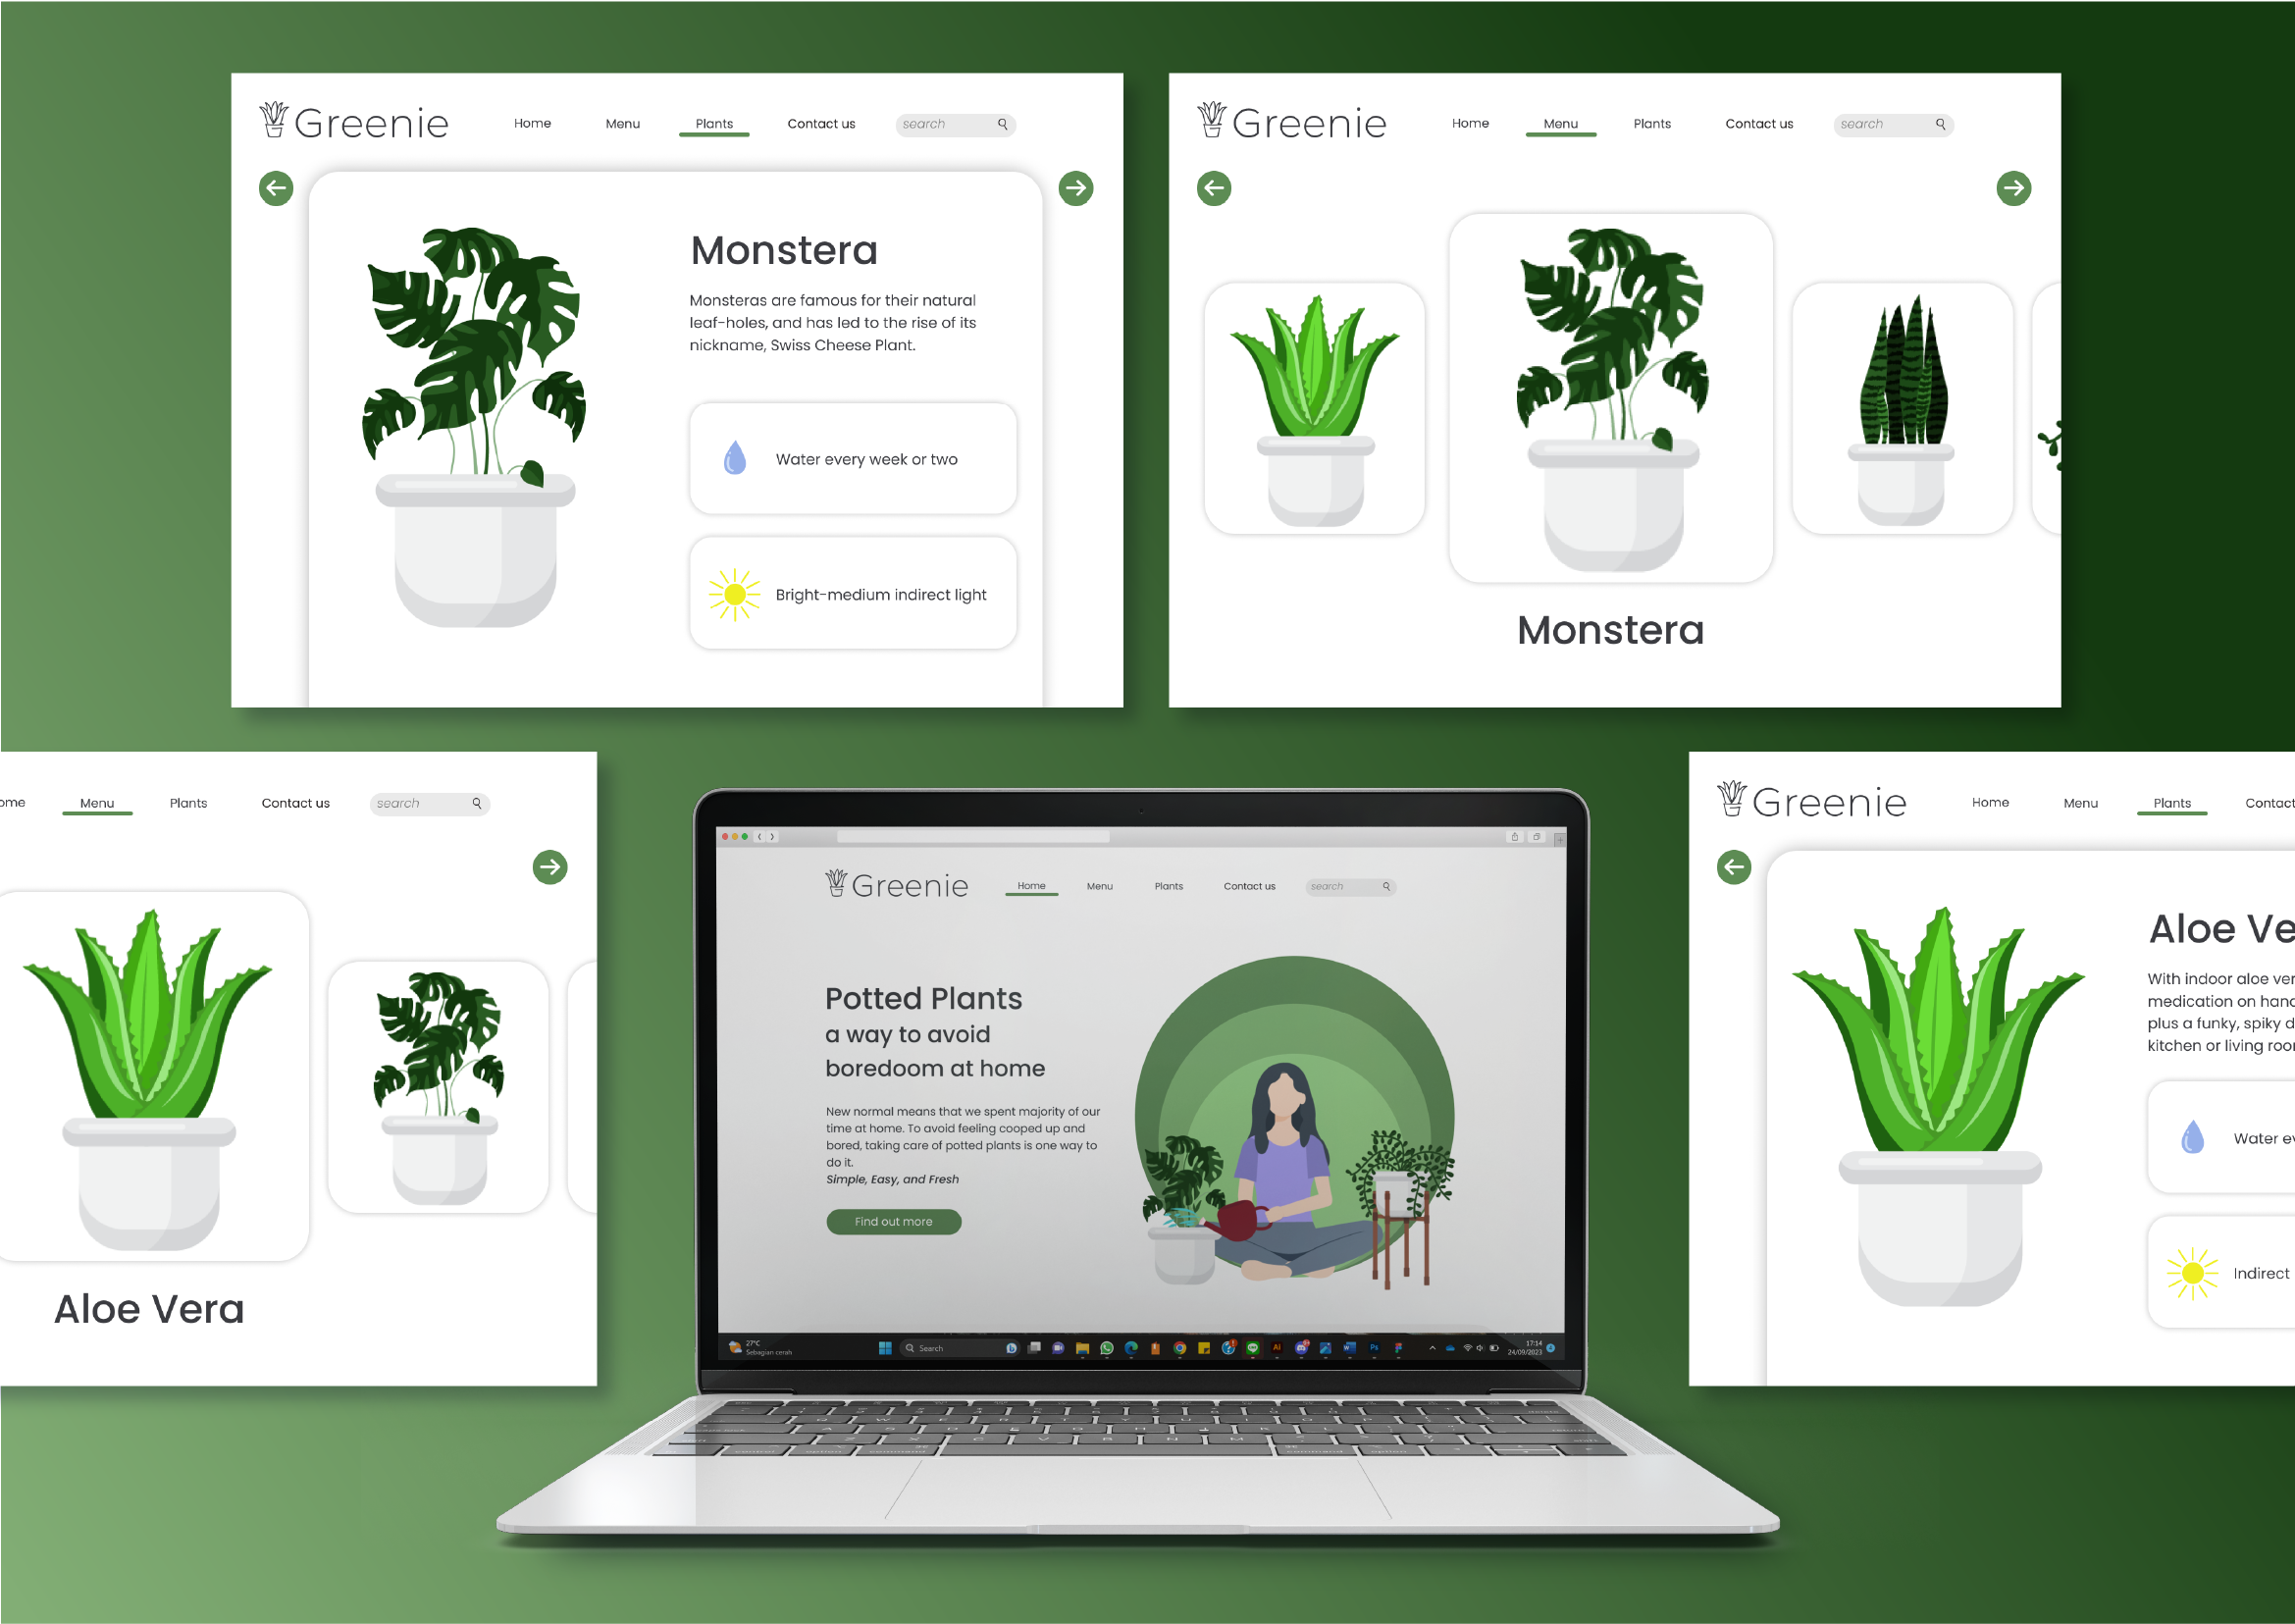 Greenie Home Menu Plants Contact us search
Monstera
Monsteras are famous for their natural
leaf-holes, and has led to the rise of its
nickname, Swiss Cheese Plant.
Water every week or two
Bright-medium indirect light
Greenie Home Menu Plants Contact us search
Monstera
ome Menu Plants Contact us search
Aloe Vera
Greenie Home Menu Plants Contact us search
Potted Plants
a way to avoid
boredoom at home
New normal means that we spent majority of our
time at home. To avoid feeling cooped up and
bored, taking care of potted plants is one way to
do it.
Simple, Easy, and Fresh
Find out more
27°C
Sebagian cerah
Search
Ai
Ps
17:14
24/09/2023
Greenie Home Menu Plants Contact
Aloe Ve
With indoor aloe ver
medication on hand
plus a funky, spiky d
kitchen or living roo
Water ev
Indirect